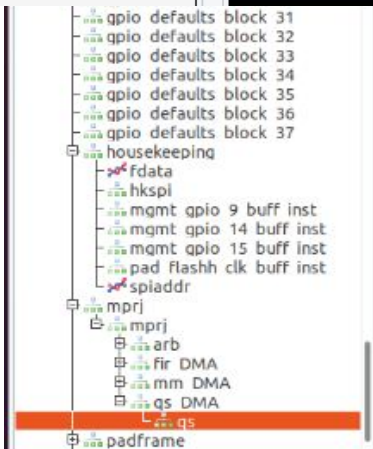 gpio defaults block 31
gpio defaults block 32
gpio defaults block 33
gpio defaults block 34
gpio defaults block 35
gpio defaults block 36
gpio defaults block 37
housekeeping
fdata
hkspi
mgmt gpio 9 buff inst
mgmt gpio 14 buff inst
mgmt gpio 15 buff inst
pad flashh clk buff inst
spiaddr
mprj
mprj
arb
fir DMA
mm DMA
qs DMA
qs
padframe